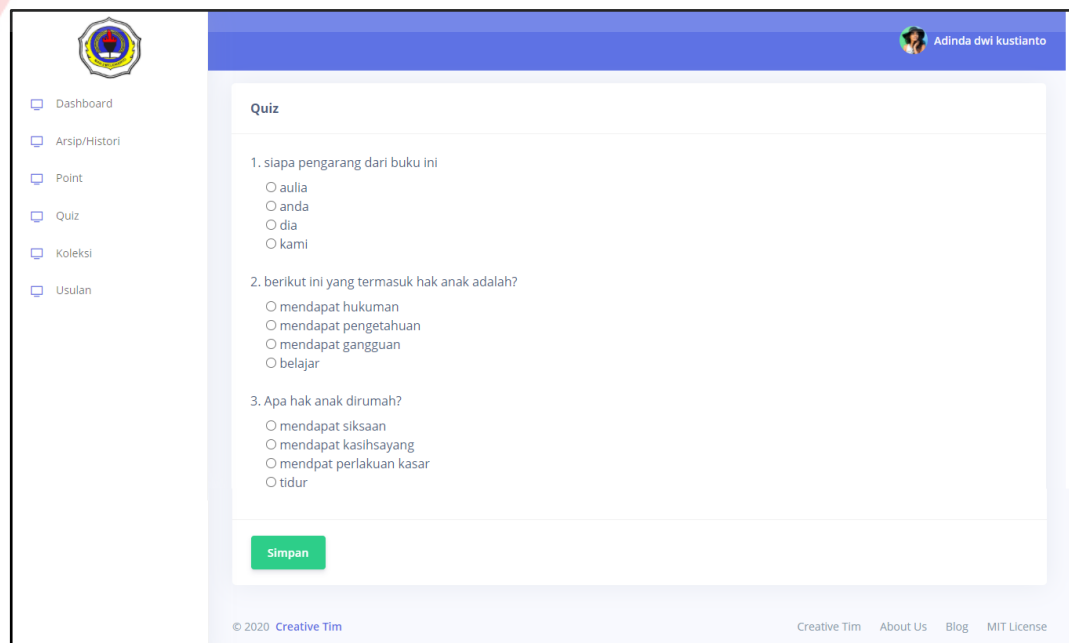 Adinda dwi kustianto
Dashboard
Arsip/Histori
Point
Quiz
Koleksi
Usulan
Quiz
1. siapa pengarang dari buku ini
aulia
anda
dia
kami
2. berikut ini yang termasuk hak anak adalah?
mendapat hukuman
mendapat pengetahuan
mendapat gangguan
belajar
3. Apa hak anak dirumah?
mendapat siksaan
mendapat kasihsayang
mendpat perlakuan kasar
tidur
Simpan
© 2020 Creative Tim
Creative Tim About Us Blog MIT License